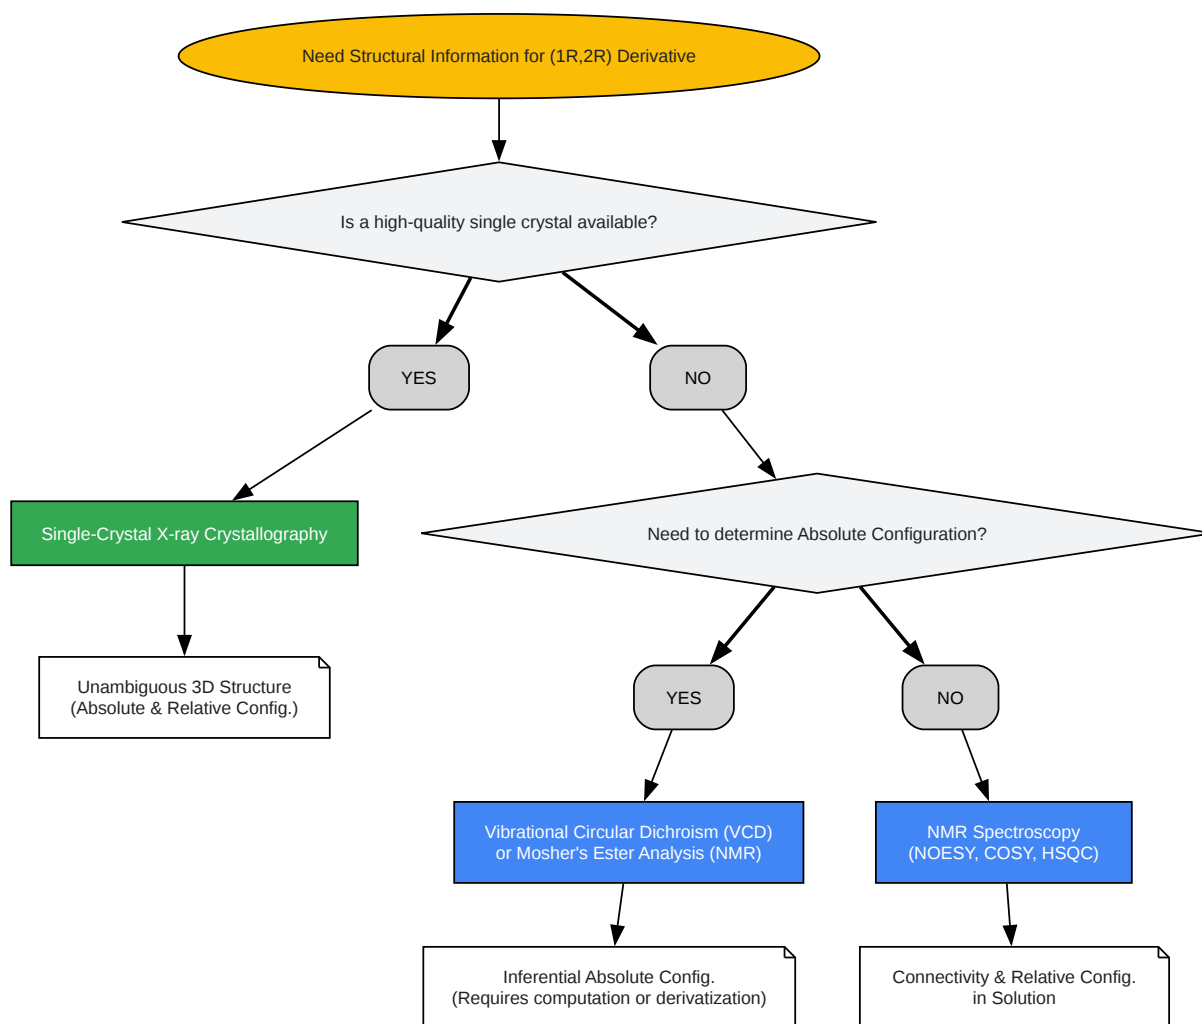 Need Structural Information for (1R,2R) Derivative
Is a high-quality single crystal available?
YES
NO
Single-Crystal X-ray Crystallography
Need to determine Absolute Configuration?
Unambiguous 3D Structure
(Absolute & Relative Config.)
YES
NO
Vibrational Circular Dichroism (VCD)
or Mosher's Ester Analysis (NMR)
NMR Spectroscopy
(NOESY, COSY, HSQC)
Inferential Absolute Config.
(Requires computation or derivatization)
Connectivity & Relative Config.
in Solution